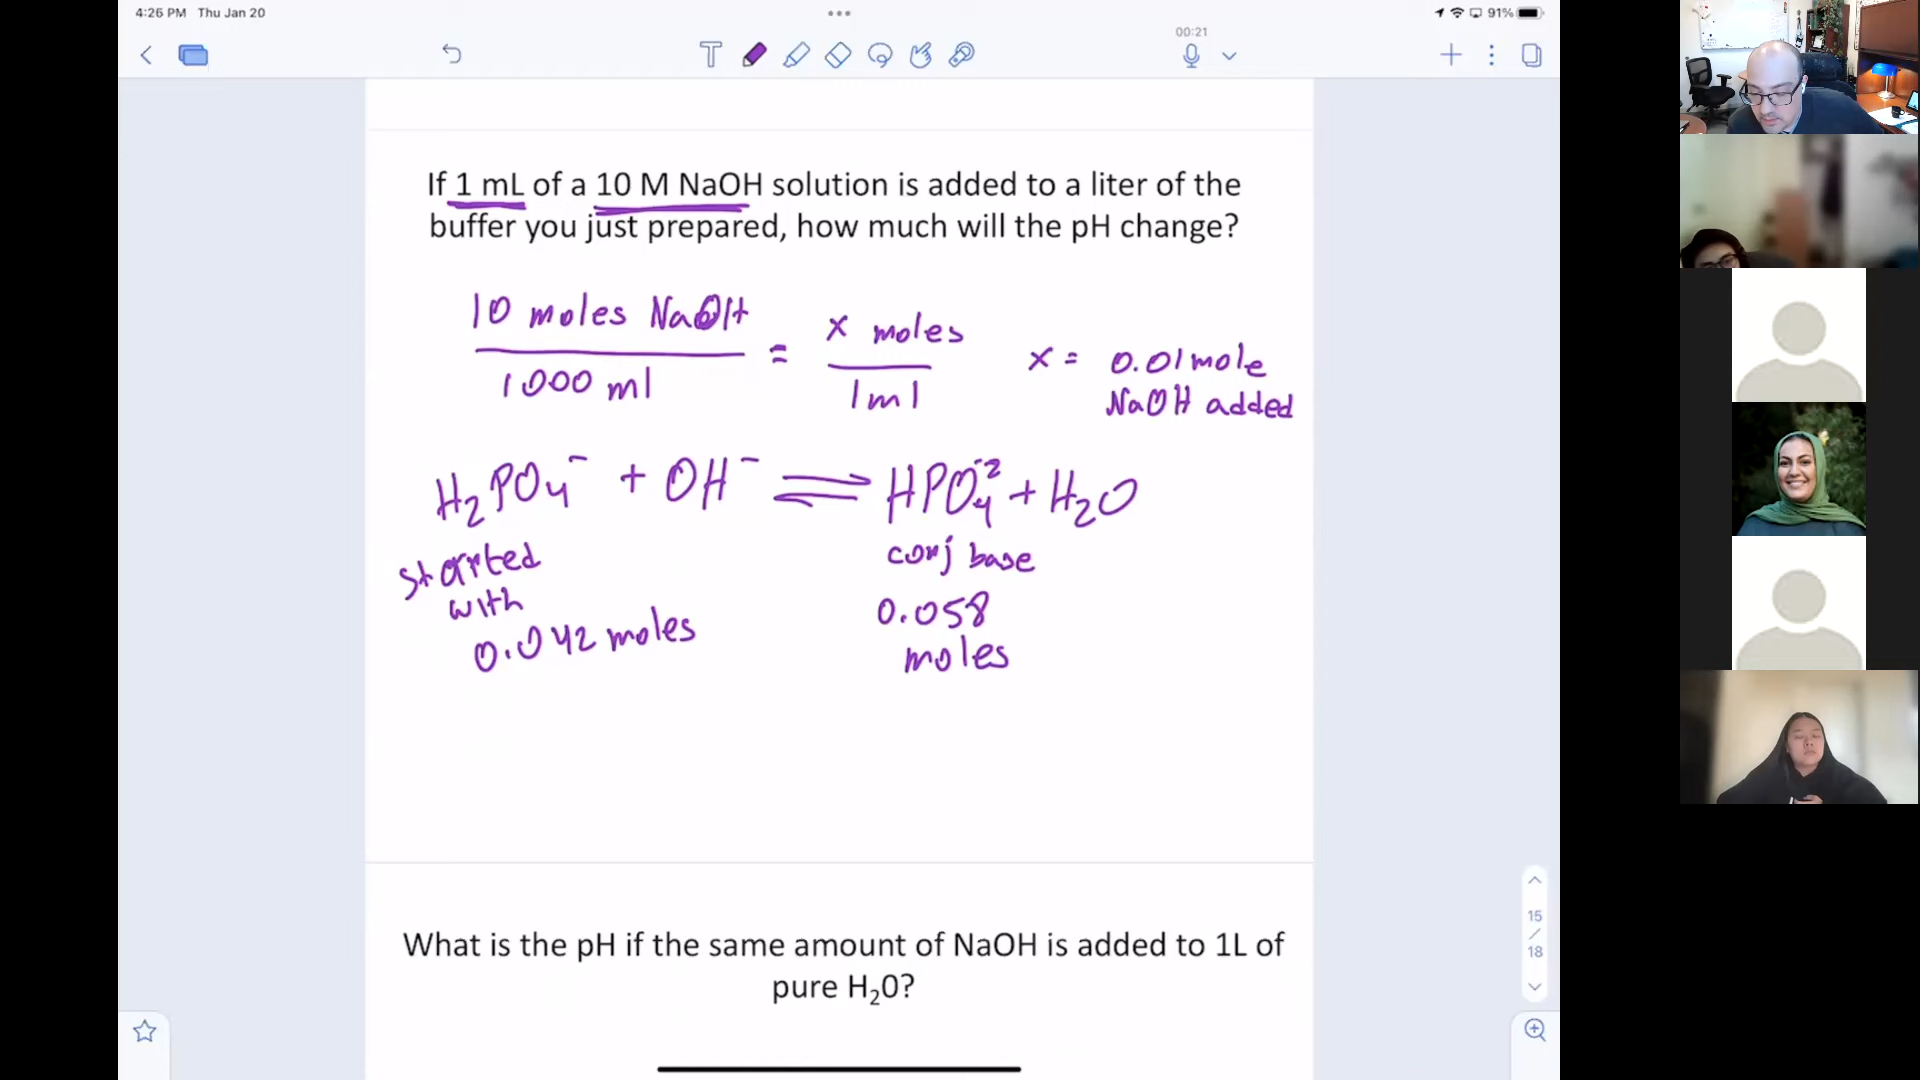 4:26 PM Thu Jan 20
91%
00:21
If 1 mL of a 10 M NaOH solution is added to a liter of the
buffer you just prepared, how much will the pH change?
10 moles NaOH
1000 ml
=
x moles
1ml
x = 0.01mole
NaOH added
H₂PO₄⁻ + OH⁻ ⇌ HPO₄⁻² + H₂O
started
with
0.042 moles
conj base
0.058
moles
15
/
18
What is the pH if the same amount of NaOH is added to 1L of
pure H₂0?